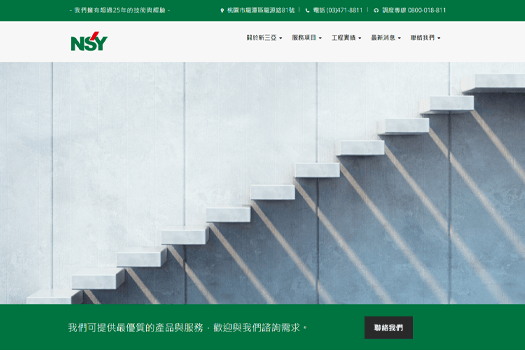 - 我們擁有超過25年的技術與經驗 -
桃園市龍潭區龍源路81號 電話 (03)471-8811 調度專線 0800-018-811
NSY
關於新三亞 服務項目 工程實績 最新消息 聯絡我們
我們可提供最優質的產品與服務，歡迎與我們諮詢需求。
聯絡我們